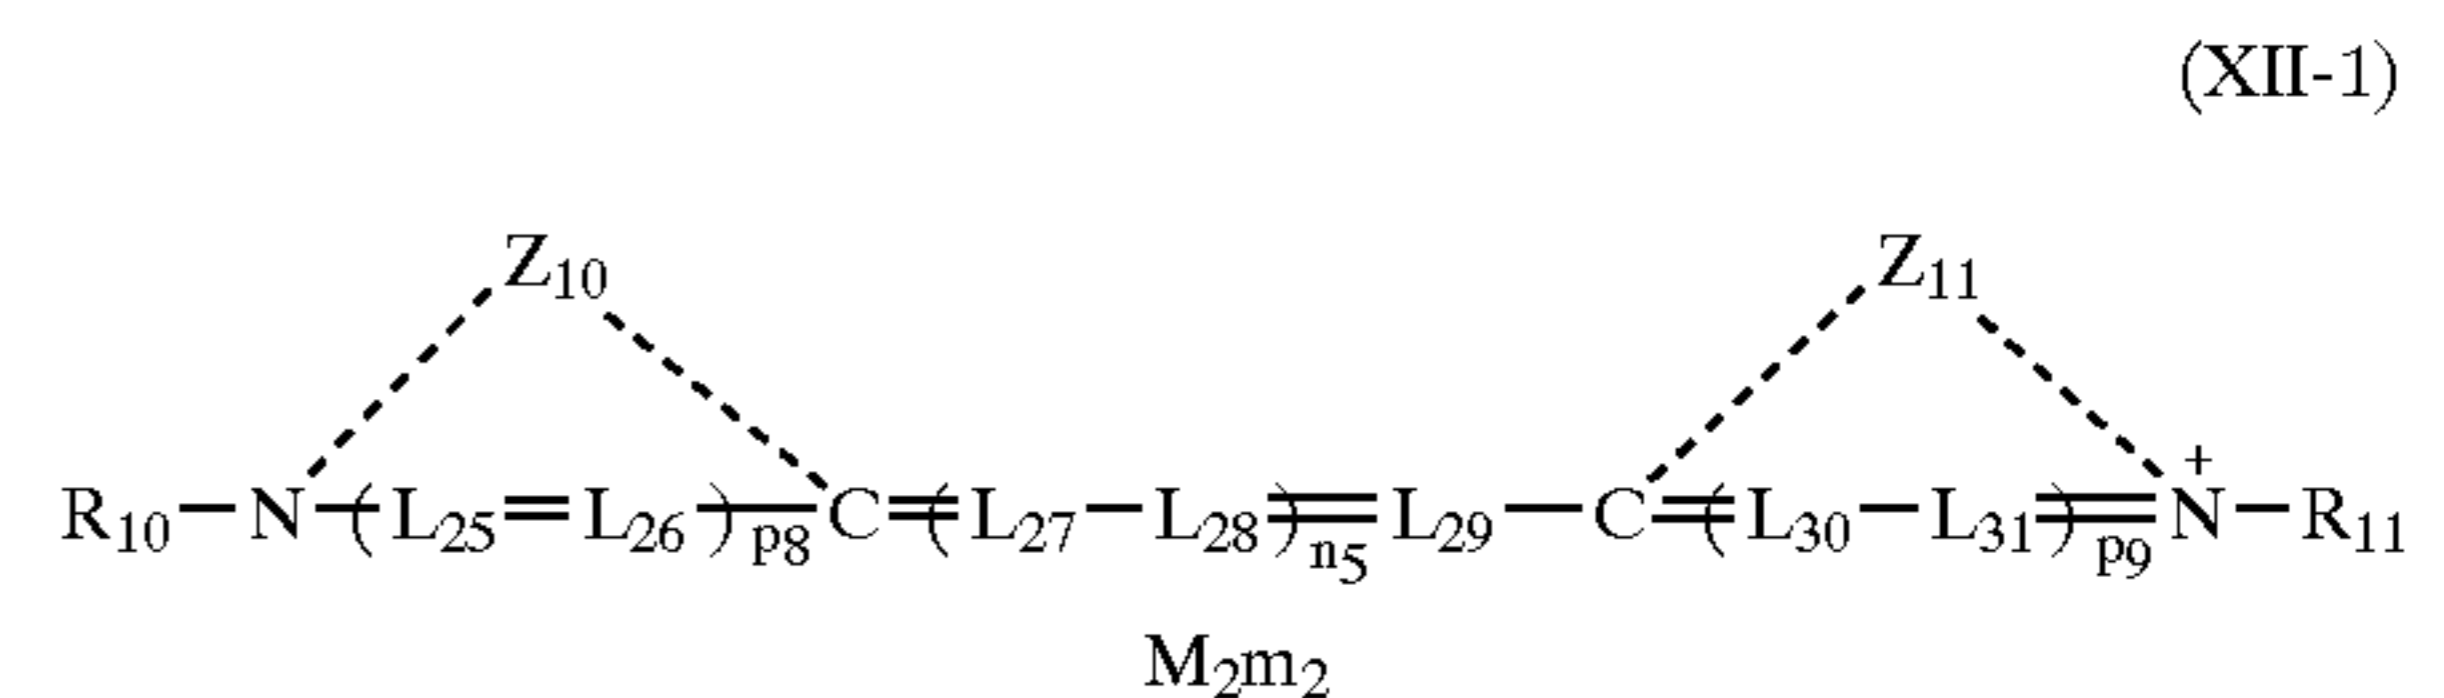 (XII-1)
Z10 Z11
R10—N—(L25=L26)p8—C=(L27—L28)n5=L29—C=(L30—L31)p9=N+—R11
M2m2